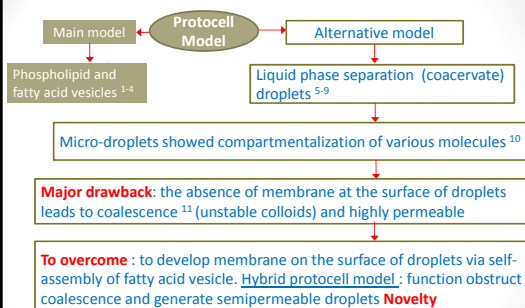 Protocell
Model
Main model
Alternative model
Phospholipid and
fatty acid vesicles 1-4
Liquid phase separation (coacervate)
droplets 5-9
Micro-droplets showed compartmentalization of various molecules 10
Major drawback: the absence of membrane at the surface of droplets
leads to coalescence 11 (unstable colloids) and highly permeable
To overcome : to develop membrane on the surface of droplets via self-
assembly of fatty acid vesicle. Hybrid protocell model : function obstruct
coalescence and generate semipermeable droplets Novelty